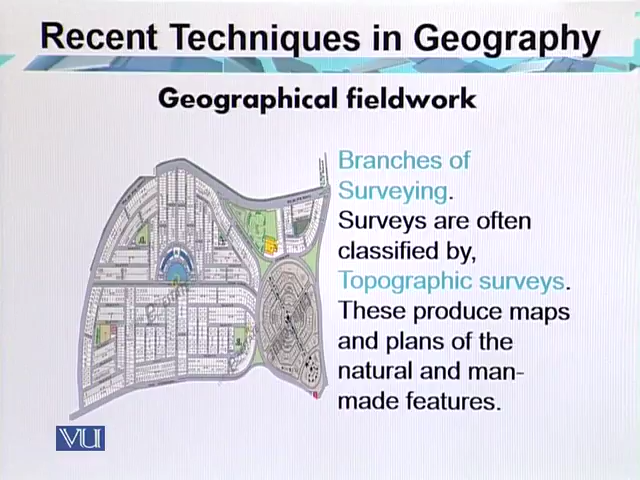 Recent Techniques in Geography
Geographical fieldwork
Branches of
Surveying.
Surveys are often
classified by,
Topographic surveys.
These produce maps
and plans of the
natural and man-
made features.
VU